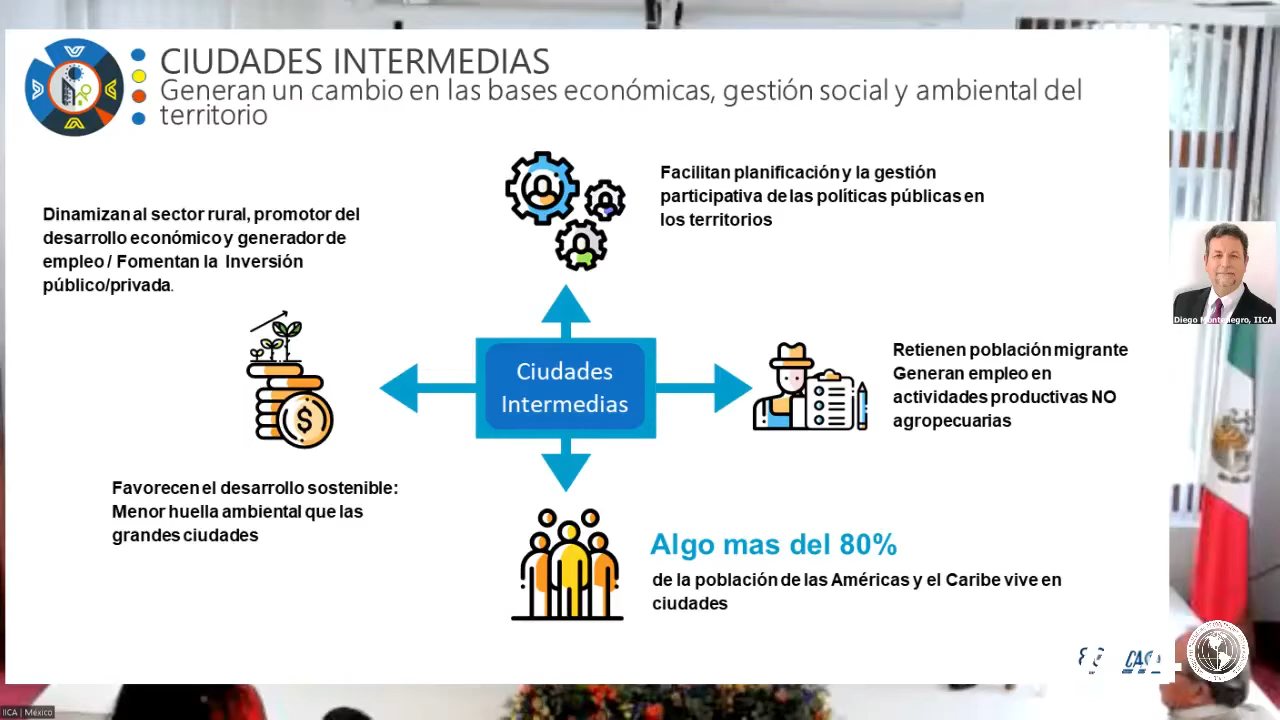 CIUDADES INTERMEDIAS
Generan un cambio en las bases económicas, gestión social y ambiental del
territorio
Facilitan planificación y la gestión
participativa de las políticas públicas en
los territorios
Dinamizan al sector rural, promotor del
desarrollo económico y generador de
empleo / Fomentan la Inversión
público/privada.
Ciudades
Intermedias
Retienen población migrante
Generan empleo en
actividades productivas NO
agropecuarias
Favorecen el desarrollo sostenible:
Menor huella ambiental que las
grandes ciudades
Algo mas del 80%
de la población de las Américas y el Caribe vive en
ciudades
Diego Montenegro, IICA
IICA | México